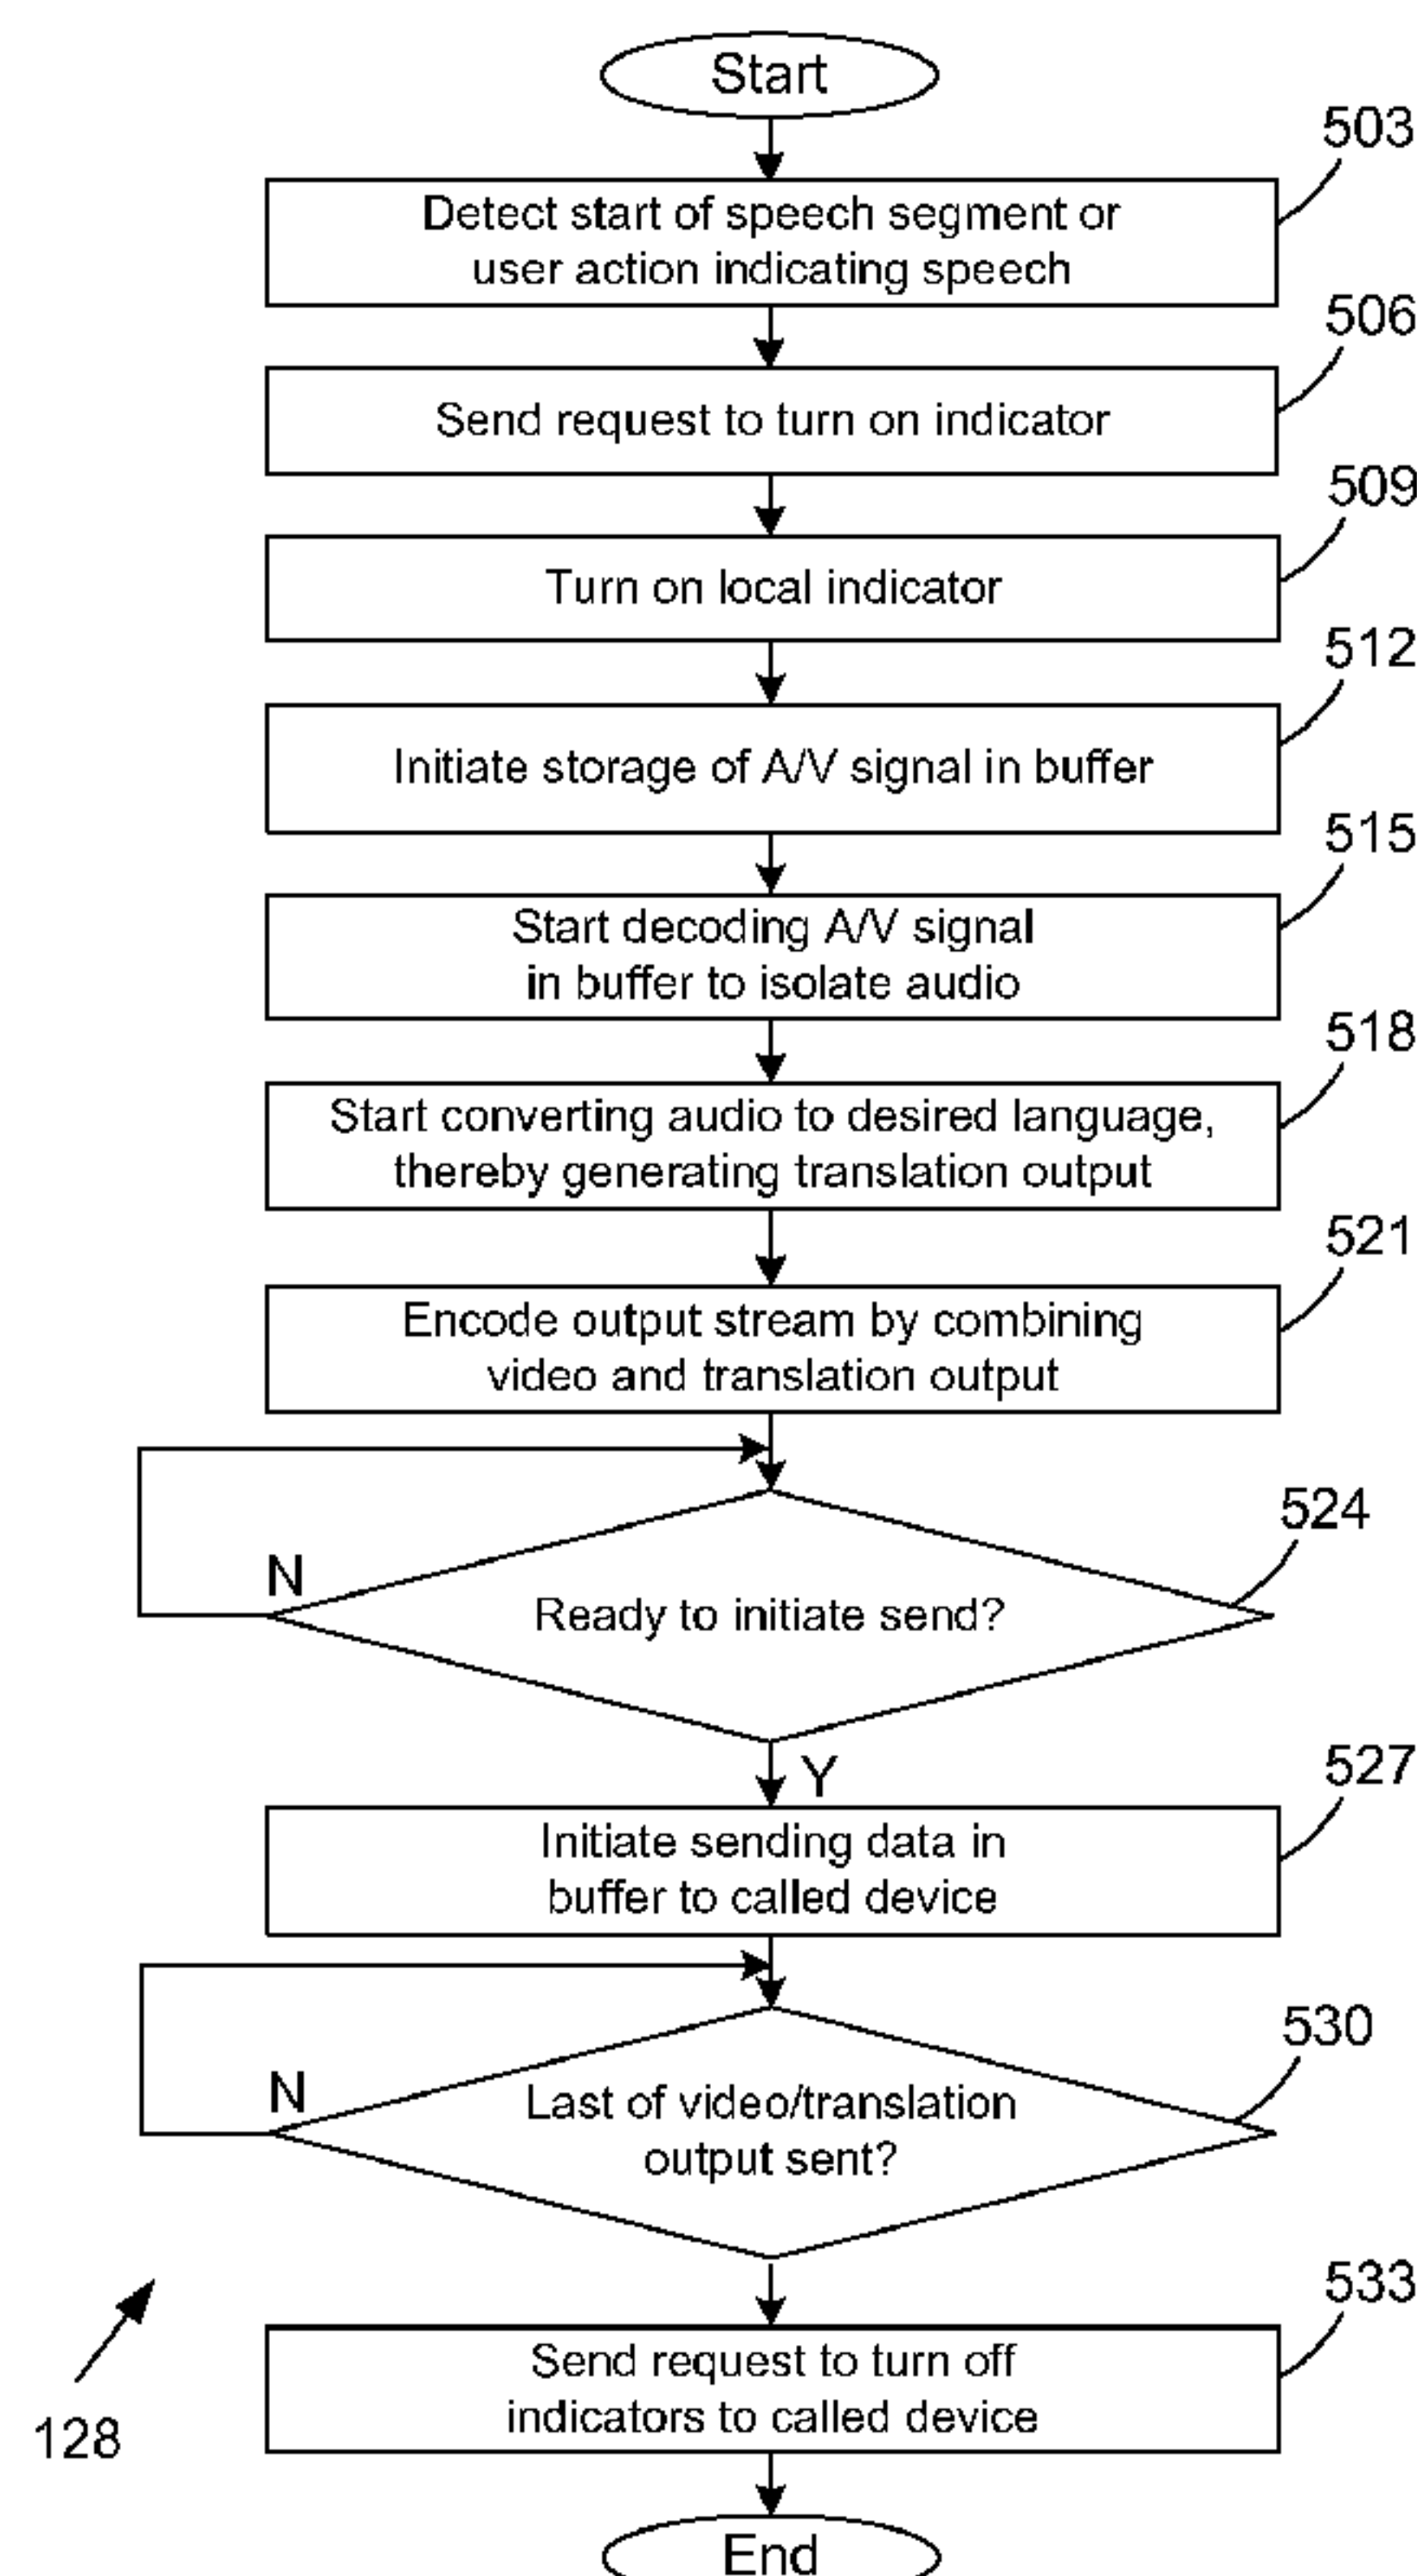 Start
503
Detect start of speech segment or
user action indicating speech
506
Send request to turn on indicator
509
Turn on local indicator
512
Initiate storage of A/V signal in buffer
515
Start decoding A/V signal
in buffer to isolate audio
518
Start converting audio to desired language,
thereby generating translation output
521
Encode output stream by combining
video and translation output
524
N
Ready to initiate send?
Y
527
Initiate sending data in
buffer to called device
530
N
Last of video/translation
output sent?
533
Send request to turn off
indicators to called device
128
End